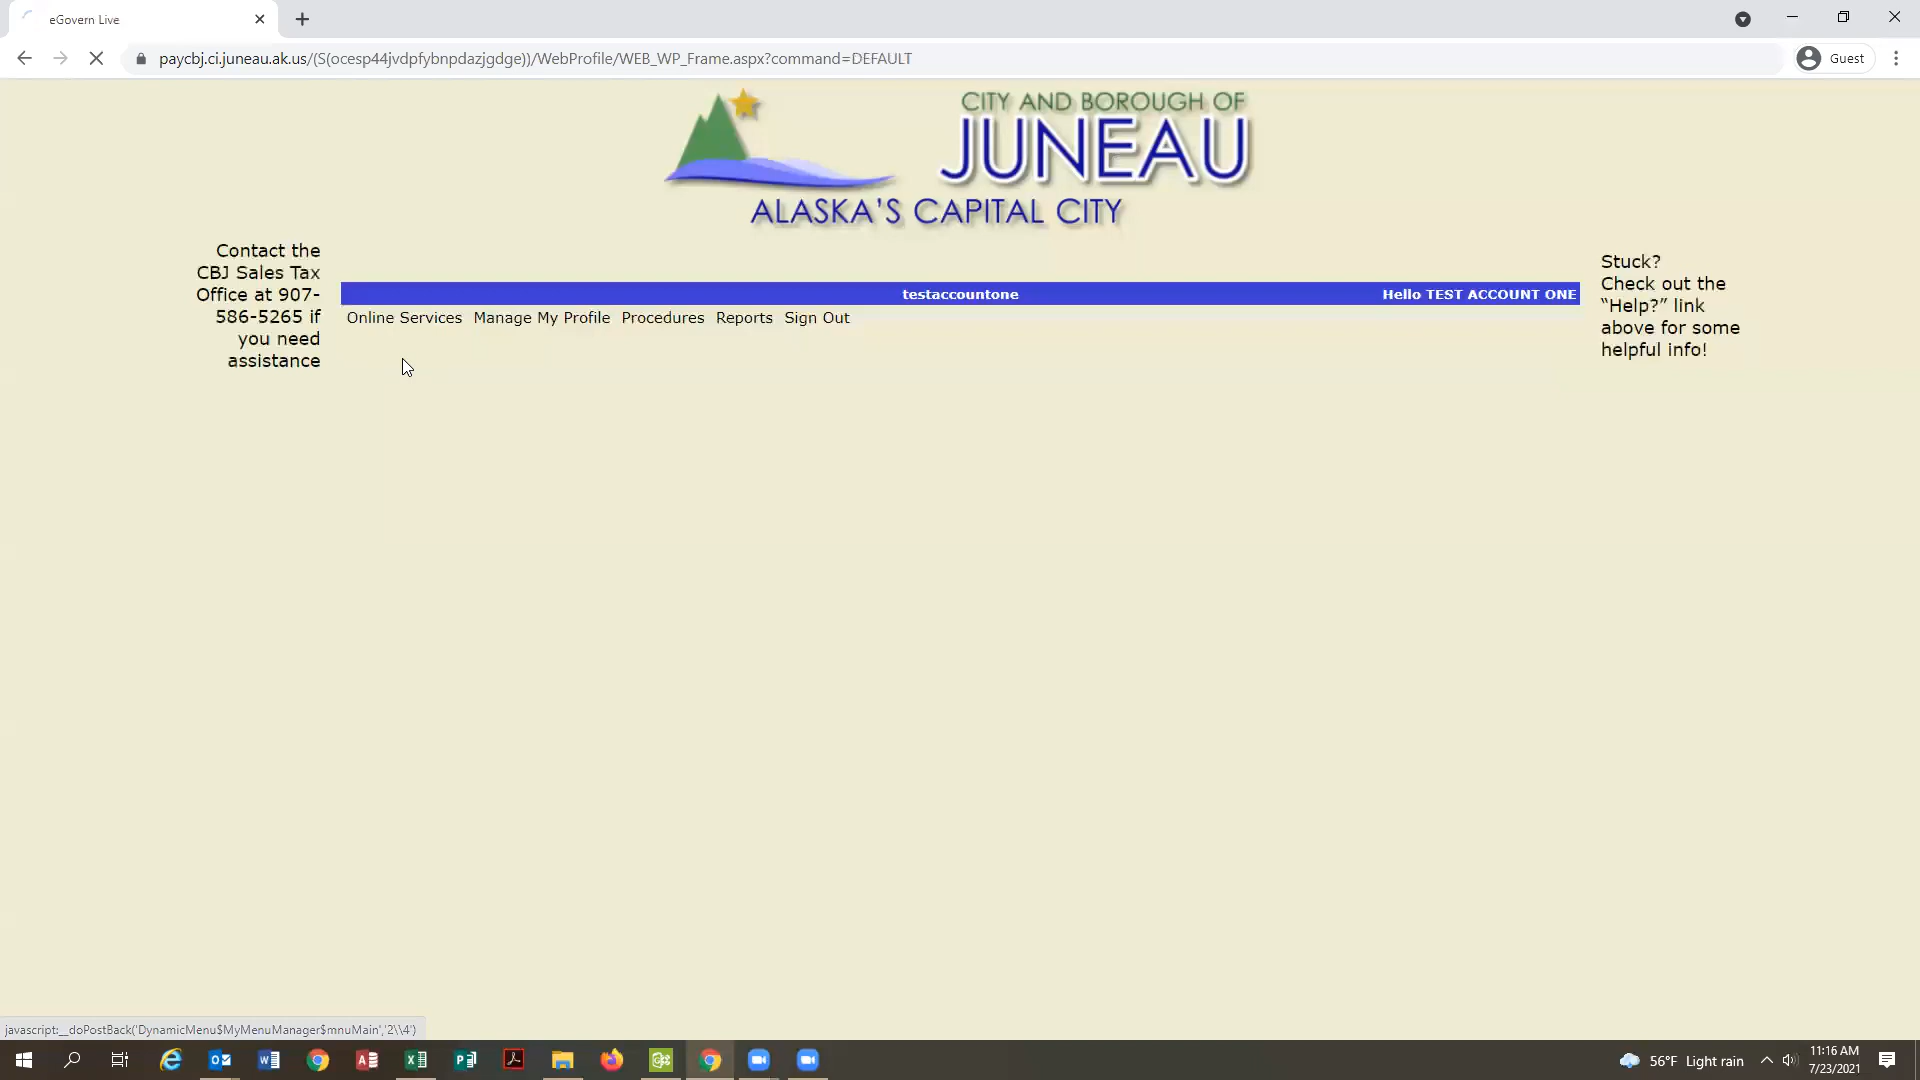 eGovern Live
paycbj.ci.juneau.ak.us/(S(ocesp44jvdpfybnpdazjgdge))/WebProfile/WEB_WP_Frame.aspx?command=DEFAULT
Guest
CITY AND BOROUGH OF
JUNEAU
ALASKA'S CAPITAL CITY
Contact the
CBJ Sales Tax
Office at 907-
586-5265 if
you need
assistance
testaccountone
Hello TEST ACCOUNT ONE
Online Services Manage My Profile Procedures Reports Sign Out
Stuck?
Check out the
“Help?” link
above for some
helpful info!
javascript:__doPostBack('DynamicMenu$MyMenuManager$mnuMain','2\\4')
56°F Light rain
11:16 AM
7/23/2021